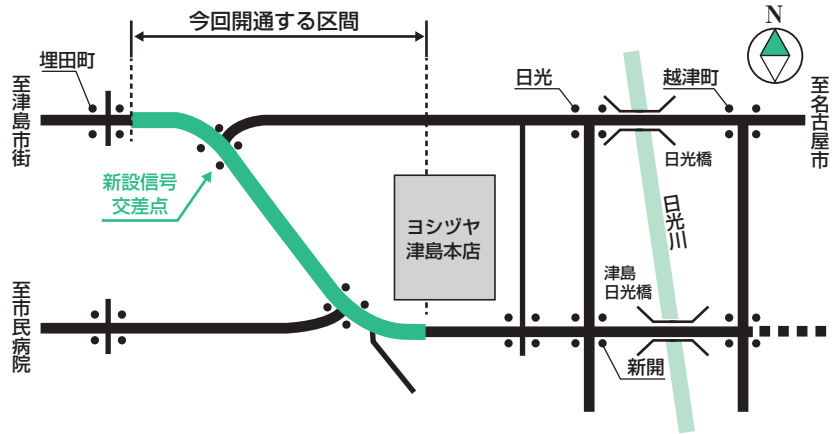 今回開通する区間
N
埋田町
日光
越津町
至津島市街
至名古屋市
日光橋
新設信号
交差点
ヨシヅヤ
津島本店
日光川
津島
日光橋
至市民病院
新開